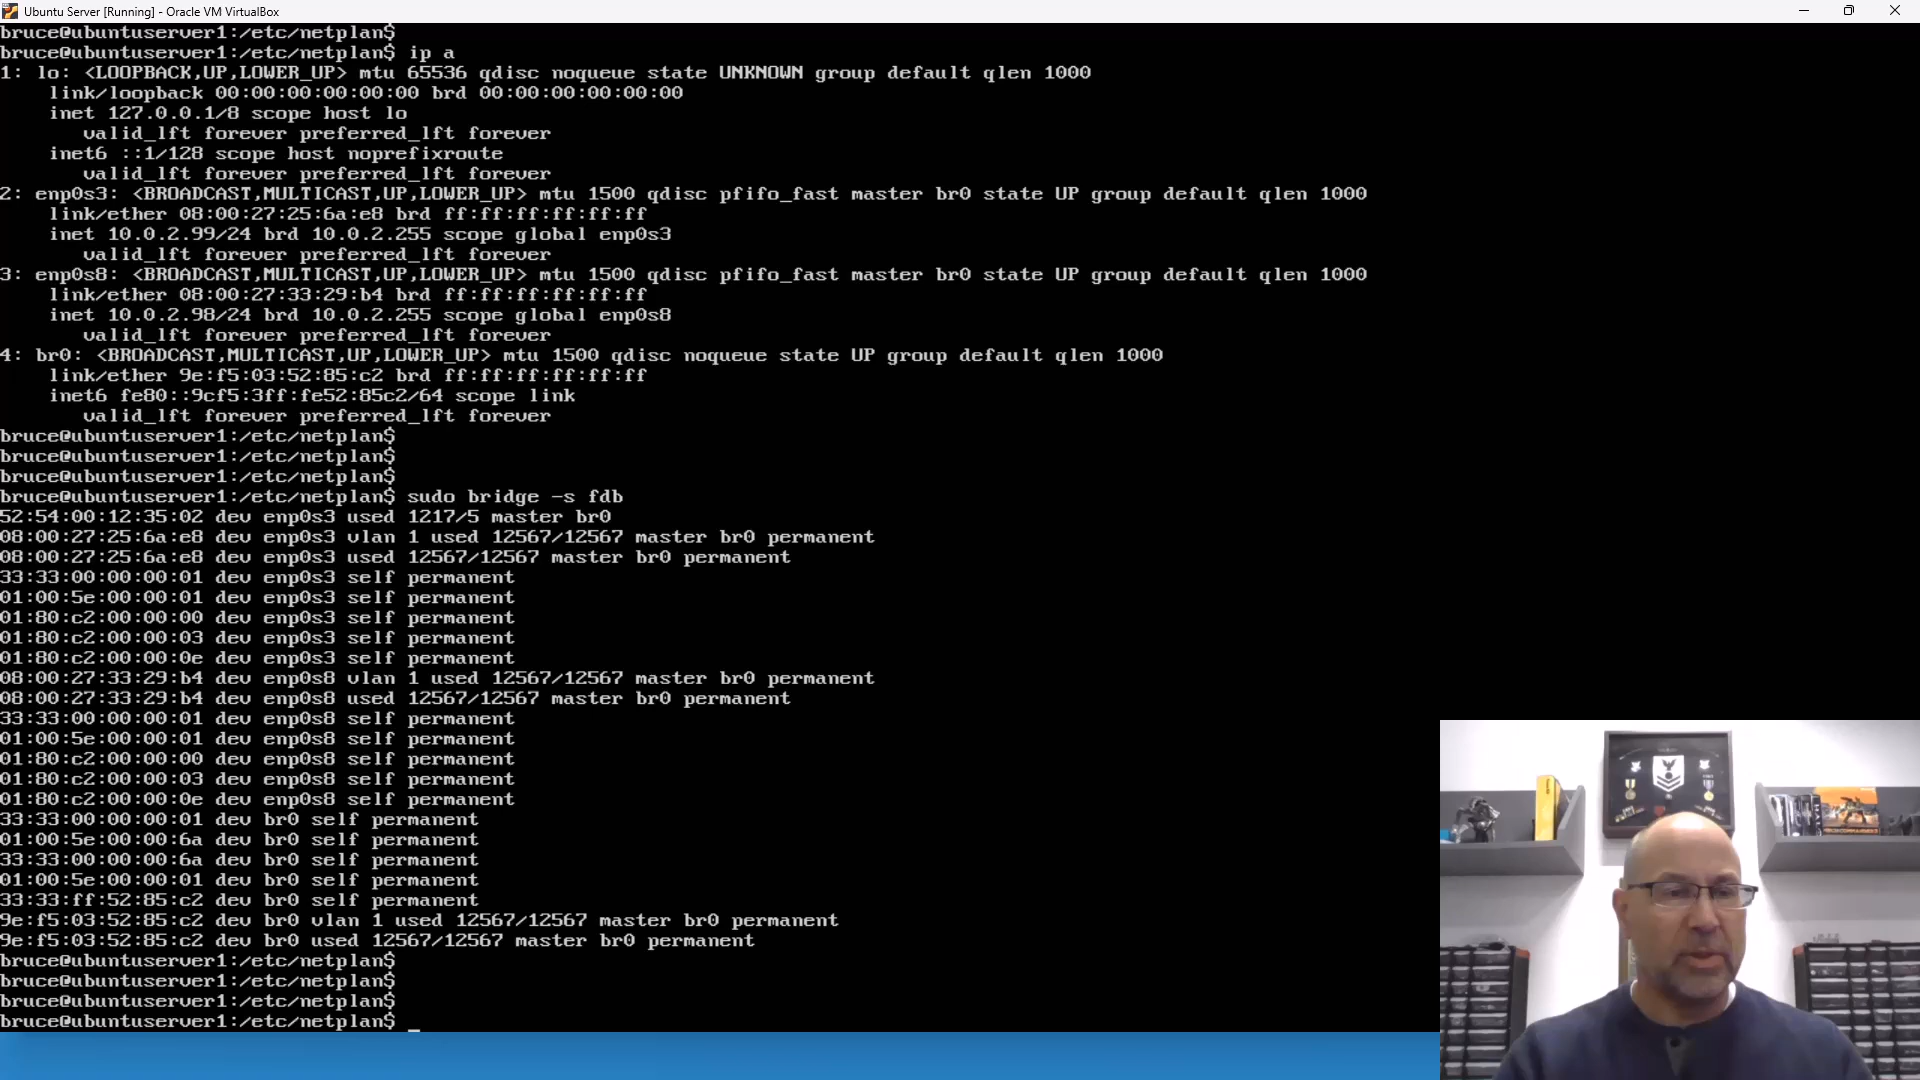 Ubuntu Server [Running] - Oracle VM VirtualBox
bruce@ubuntuserver1:/etc/netplan$
bruce@ubuntuserver1:/etc/netplan$ ip a
1: lo: <LOOPBACK,UP,LOWER_UP> mtu 65536 qdisc noqueue state UNKNOWN group default qlen 1000
link/loopback 00:00:00:00:00:00 brd 00:00:00:00:00:00
inet 127.0.0.1/8 scope host lo
valid_lft forever preferred_lft forever
inet6 ::1/128 scope host noprefixroute
valid_lft forever preferred_lft forever
2: enp0s3: <BROADCAST,MULTICAST,UP,LOWER_UP> mtu 1500 qdisc pfifo_fast master br0 state UP group default qlen 1000
link/ether 08:00:27:25:6a:e8 brd ff:ff:ff:ff:ff:ff
inet 10.0.2.99/24 brd 10.0.2.255 scope global enp0s3
valid_lft forever preferred_lft forever
3: enp0s8: <BROADCAST,MULTICAST,UP,LOWER_UP> mtu 1500 qdisc pfifo_fast master br0 state UP group default qlen 1000
link/ether 08:00:27:33:29:b4 brd ff:ff:ff:ff:ff:ff
inet 10.0.2.98/24 brd 10.0.2.255 scope global enp0s8
valid_lft forever preferred_lft forever
4: br0: <BROADCAST,MULTICAST,UP,LOWER_UP> mtu 1500 qdisc noqueue state UP group default qlen 1000
link/ether 9e:f5:03:52:85:c2 brd ff:ff:ff:ff:ff:ff
inet6 fe80::9cf5:3ff:fe52:85c2/64 scope link
valid_lft forever preferred_lft forever
bruce@ubuntuserver1:/etc/netplan$
bruce@ubuntuserver1:/etc/netplan$
bruce@ubuntuserver1:/etc/netplan$
bruce@ubuntuserver1:/etc/netplan$ sudo bridge -s fdb
52:54:00:12:35:02 dev enp0s3 used 1217/5 master br0
08:00:27:25:6a:e8 dev enp0s3 vlan 1 used 12567/12567 master br0 permanent
08:00:27:25:6a:e8 dev enp0s3 used 12567/12567 master br0 permanent
33:33:00:00:00:01 dev enp0s3 self permanent
01:00:5e:00:00:01 dev enp0s3 self permanent
01:80:c2:00:00:00 dev enp0s3 self permanent
01:80:c2:00:00:03 dev enp0s3 self permanent
01:80:c2:00:00:0e dev enp0s3 self permanent
08:00:27:33:29:b4 dev enp0s8 vlan 1 used 12567/12567 master br0 permanent
08:00:27:33:29:b4 dev enp0s8 used 12567/12567 master br0 permanent
33:33:00:00:00:01 dev enp0s8 self permanent
01:00:5e:00:00:01 dev enp0s8 self permanent
01:80:c2:00:00:00 dev enp0s8 self permanent
01:80:c2:00:00:03 dev enp0s8 self permanent
01:80:c2:00:00:0e dev enp0s8 self permanent
33:33:00:00:00:01 dev br0 self permanent
01:00:5e:00:00:6a dev br0 self permanent
33:33:00:00:00:6a dev br0 self permanent
01:00:5e:00:00:01 dev br0 self permanent
33:33:ff:52:85:c2 dev br0 self permanent
9e:f5:03:52:85:c2 dev br0 vlan 1 used 12567/12567 master br0 permanent
9e:f5:03:52:85:c2 dev br0 used 12567/12567 master br0 permanent
bruce@ubuntuserver1:/etc/netplan$
bruce@ubuntuserver1:/etc/netplan$
bruce@ubuntuserver1:/etc/netplan$
bruce@ubuntuserver1:/etc/netplan$ _